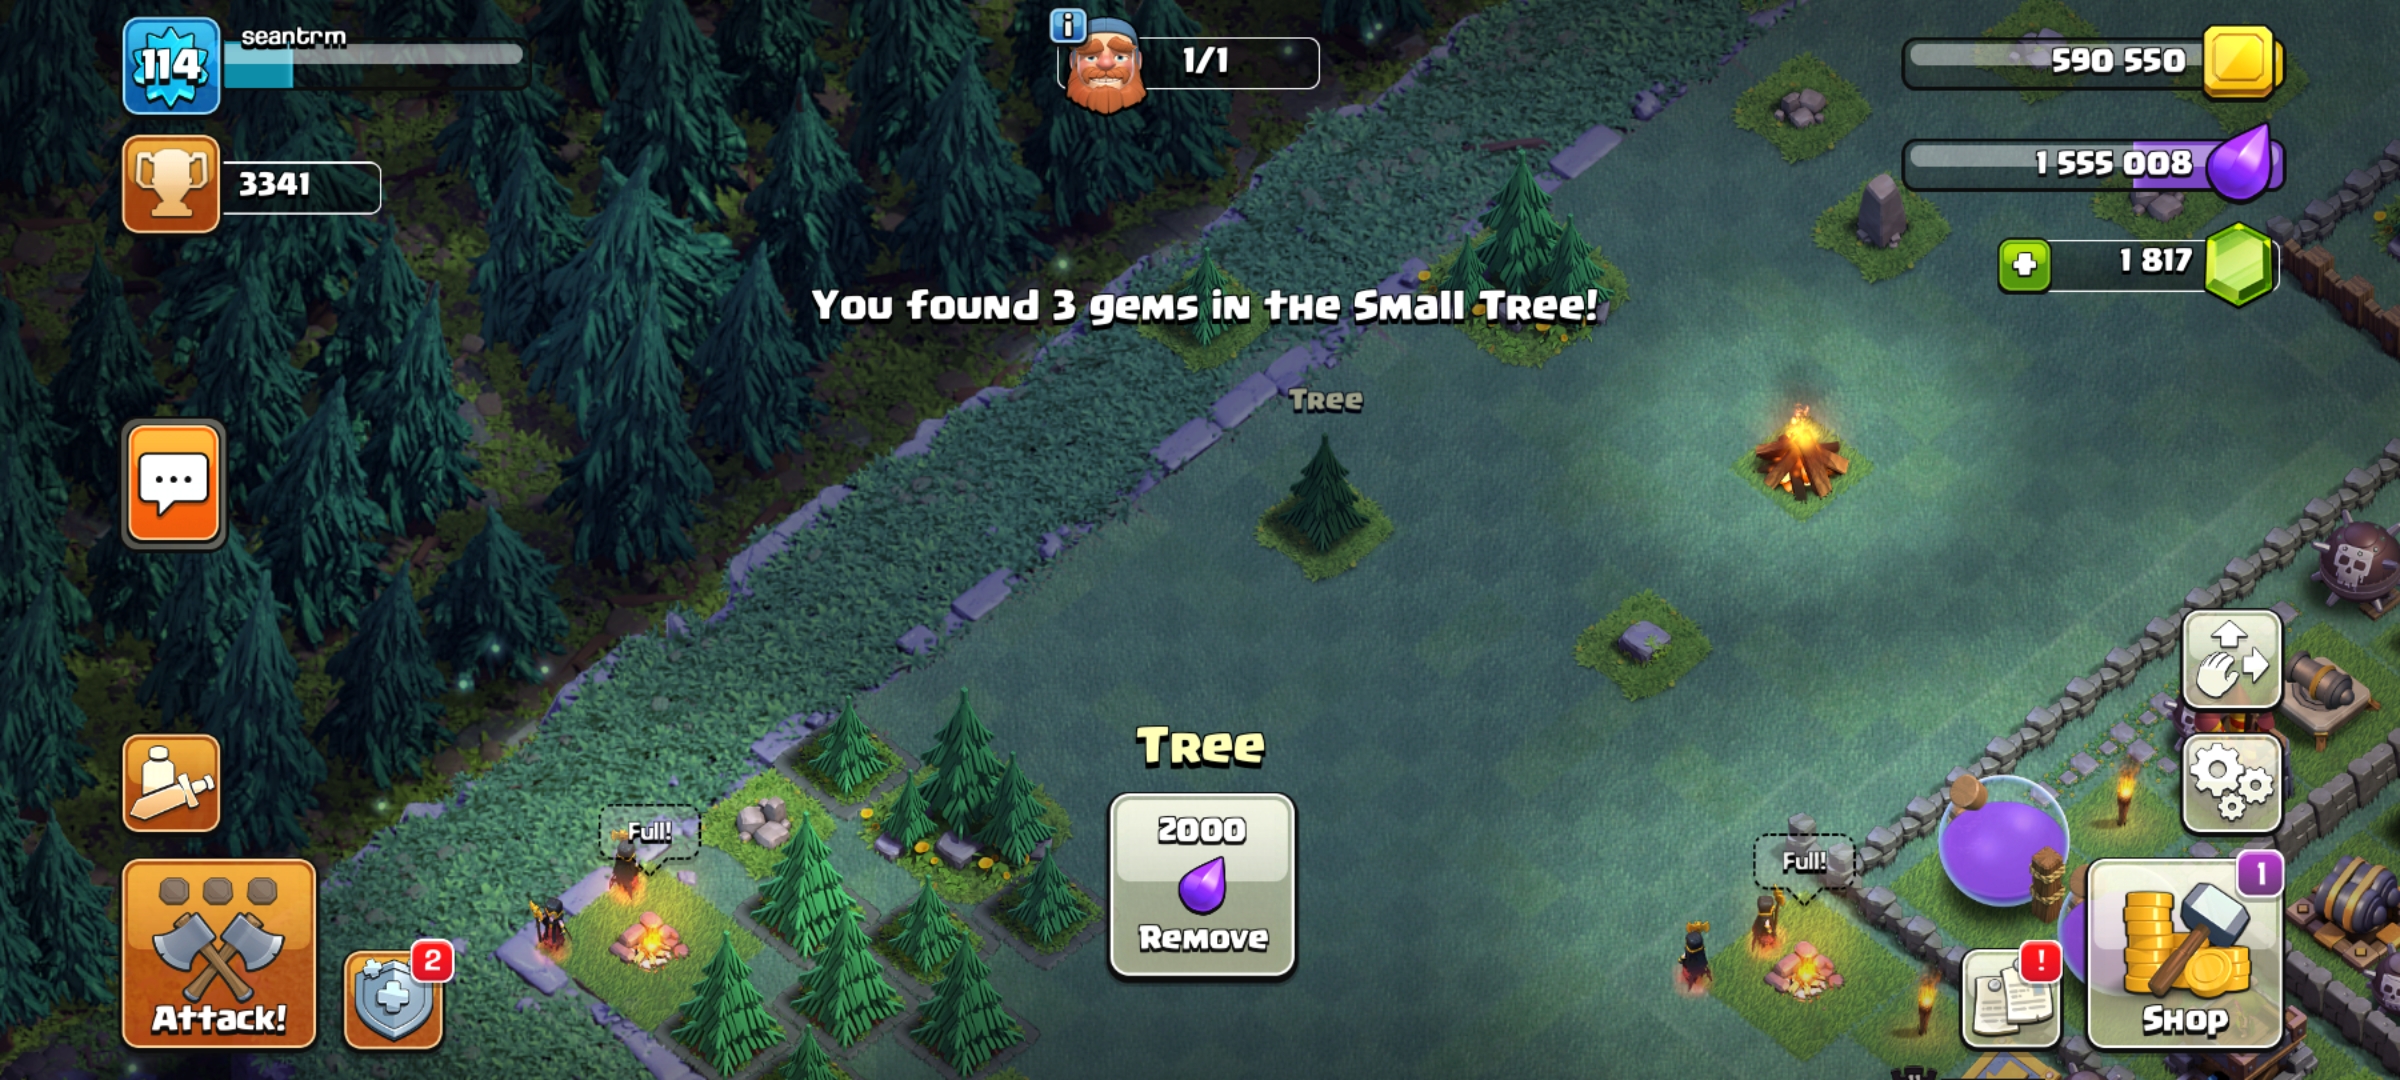 114
seantrm
i
1/1
590 550
3341
1 555 008
1 817
You found 3 gems in the Small Tree!
Tree
Tree
2000
Remove
Full!
Full!
1
2
!
Attack!
Shop